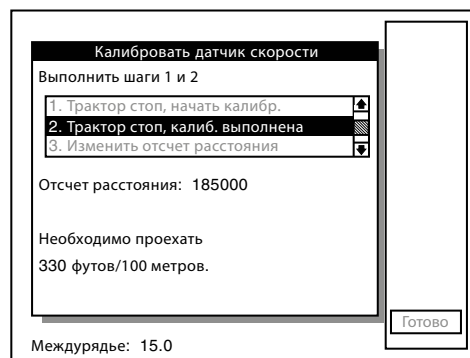 Калибровать датчик скорости
Выполнить шаги 1 и 2
1. Трактор стоп, начать калибр.
2. Трактор стоп, калиб. выполнена
3. Изменить отсчет расстояния
Отсчет расстояния: 185000
Необходимо проехать
330 футов/100 метров.
Готово
Междурядье: 15.0